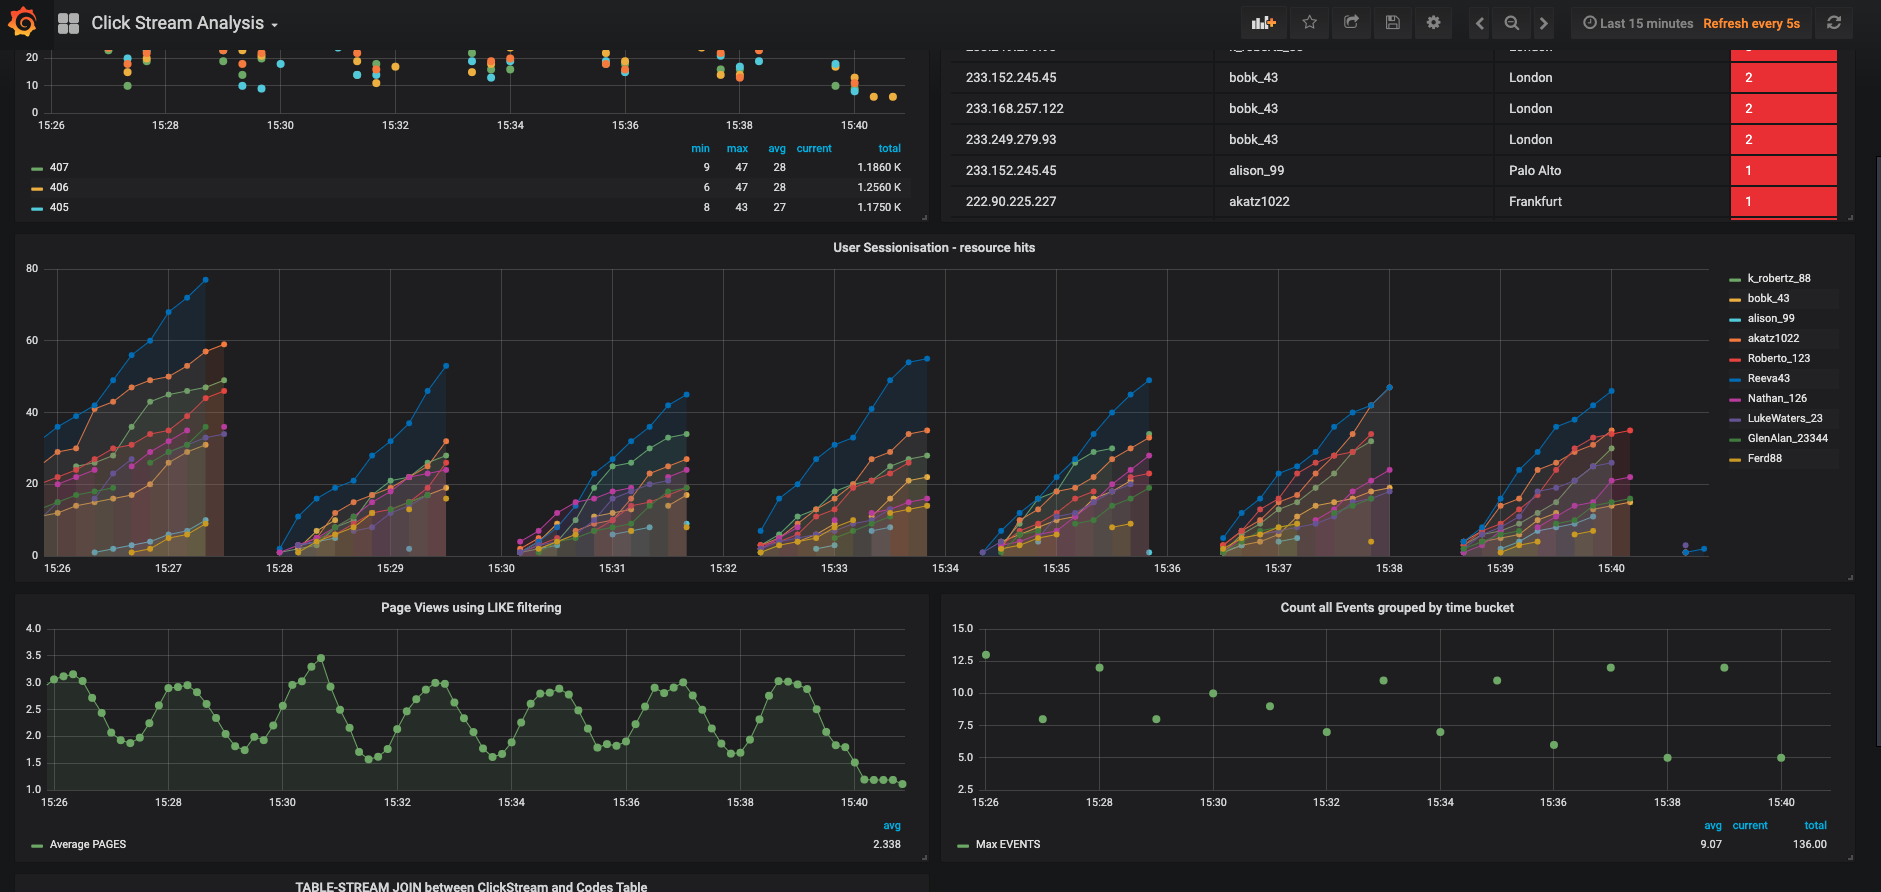 Click Stream Analysis
Last 15 minutes Refresh every 5s
20
10
0
15:26 15:28 15:30 15:32 15:34 15:36 15:38 15:40
min max avg current total
407 9 47 28 1.1860 K
406 6 47 28 1.2560 K
405 8 43 27 1.1750 K
233.152.245.45 bobk_43 London 2
233.168.257.122 bobk_43 London 2
233.249.279.93 bobk_43 London 2
233.152.245.45 alison_99 Palo Alto 1
222.90.225.227 akatz1022 Frankfurt 1
User Sessionisation - resource hits
80
60
40
20
0
15:26 15:27 15:28 15:29 15:30 15:31 15:32 15:33 15:34 15:35 15:36 15:37 15:38 15:39 15:40
k_robertz_88
bobk_43
alison_99
akatz1022
Roberto_123
Reeva43
Nathan_126
LukeWaters_23
GlenAlan_23344
Ferd88
Page Views using LIKE filtering
4.0
3.5
3.0
2.5
2.0
1.5
1.0
15:26 15:28 15:30 15:32 15:34 15:36 15:38 15:40
avg
Average PAGES 2.338
Count all Events grouped by time bucket
15.0
12.5
10.0
7.5
5.0
2.5
15:26 15:28 15:30 15:32 15:34 15:36 15:38 15:40
avg current total
Max EVENTS 9.07 136.00
TABLE-STREAM JOIN between ClickStream and Codes Table